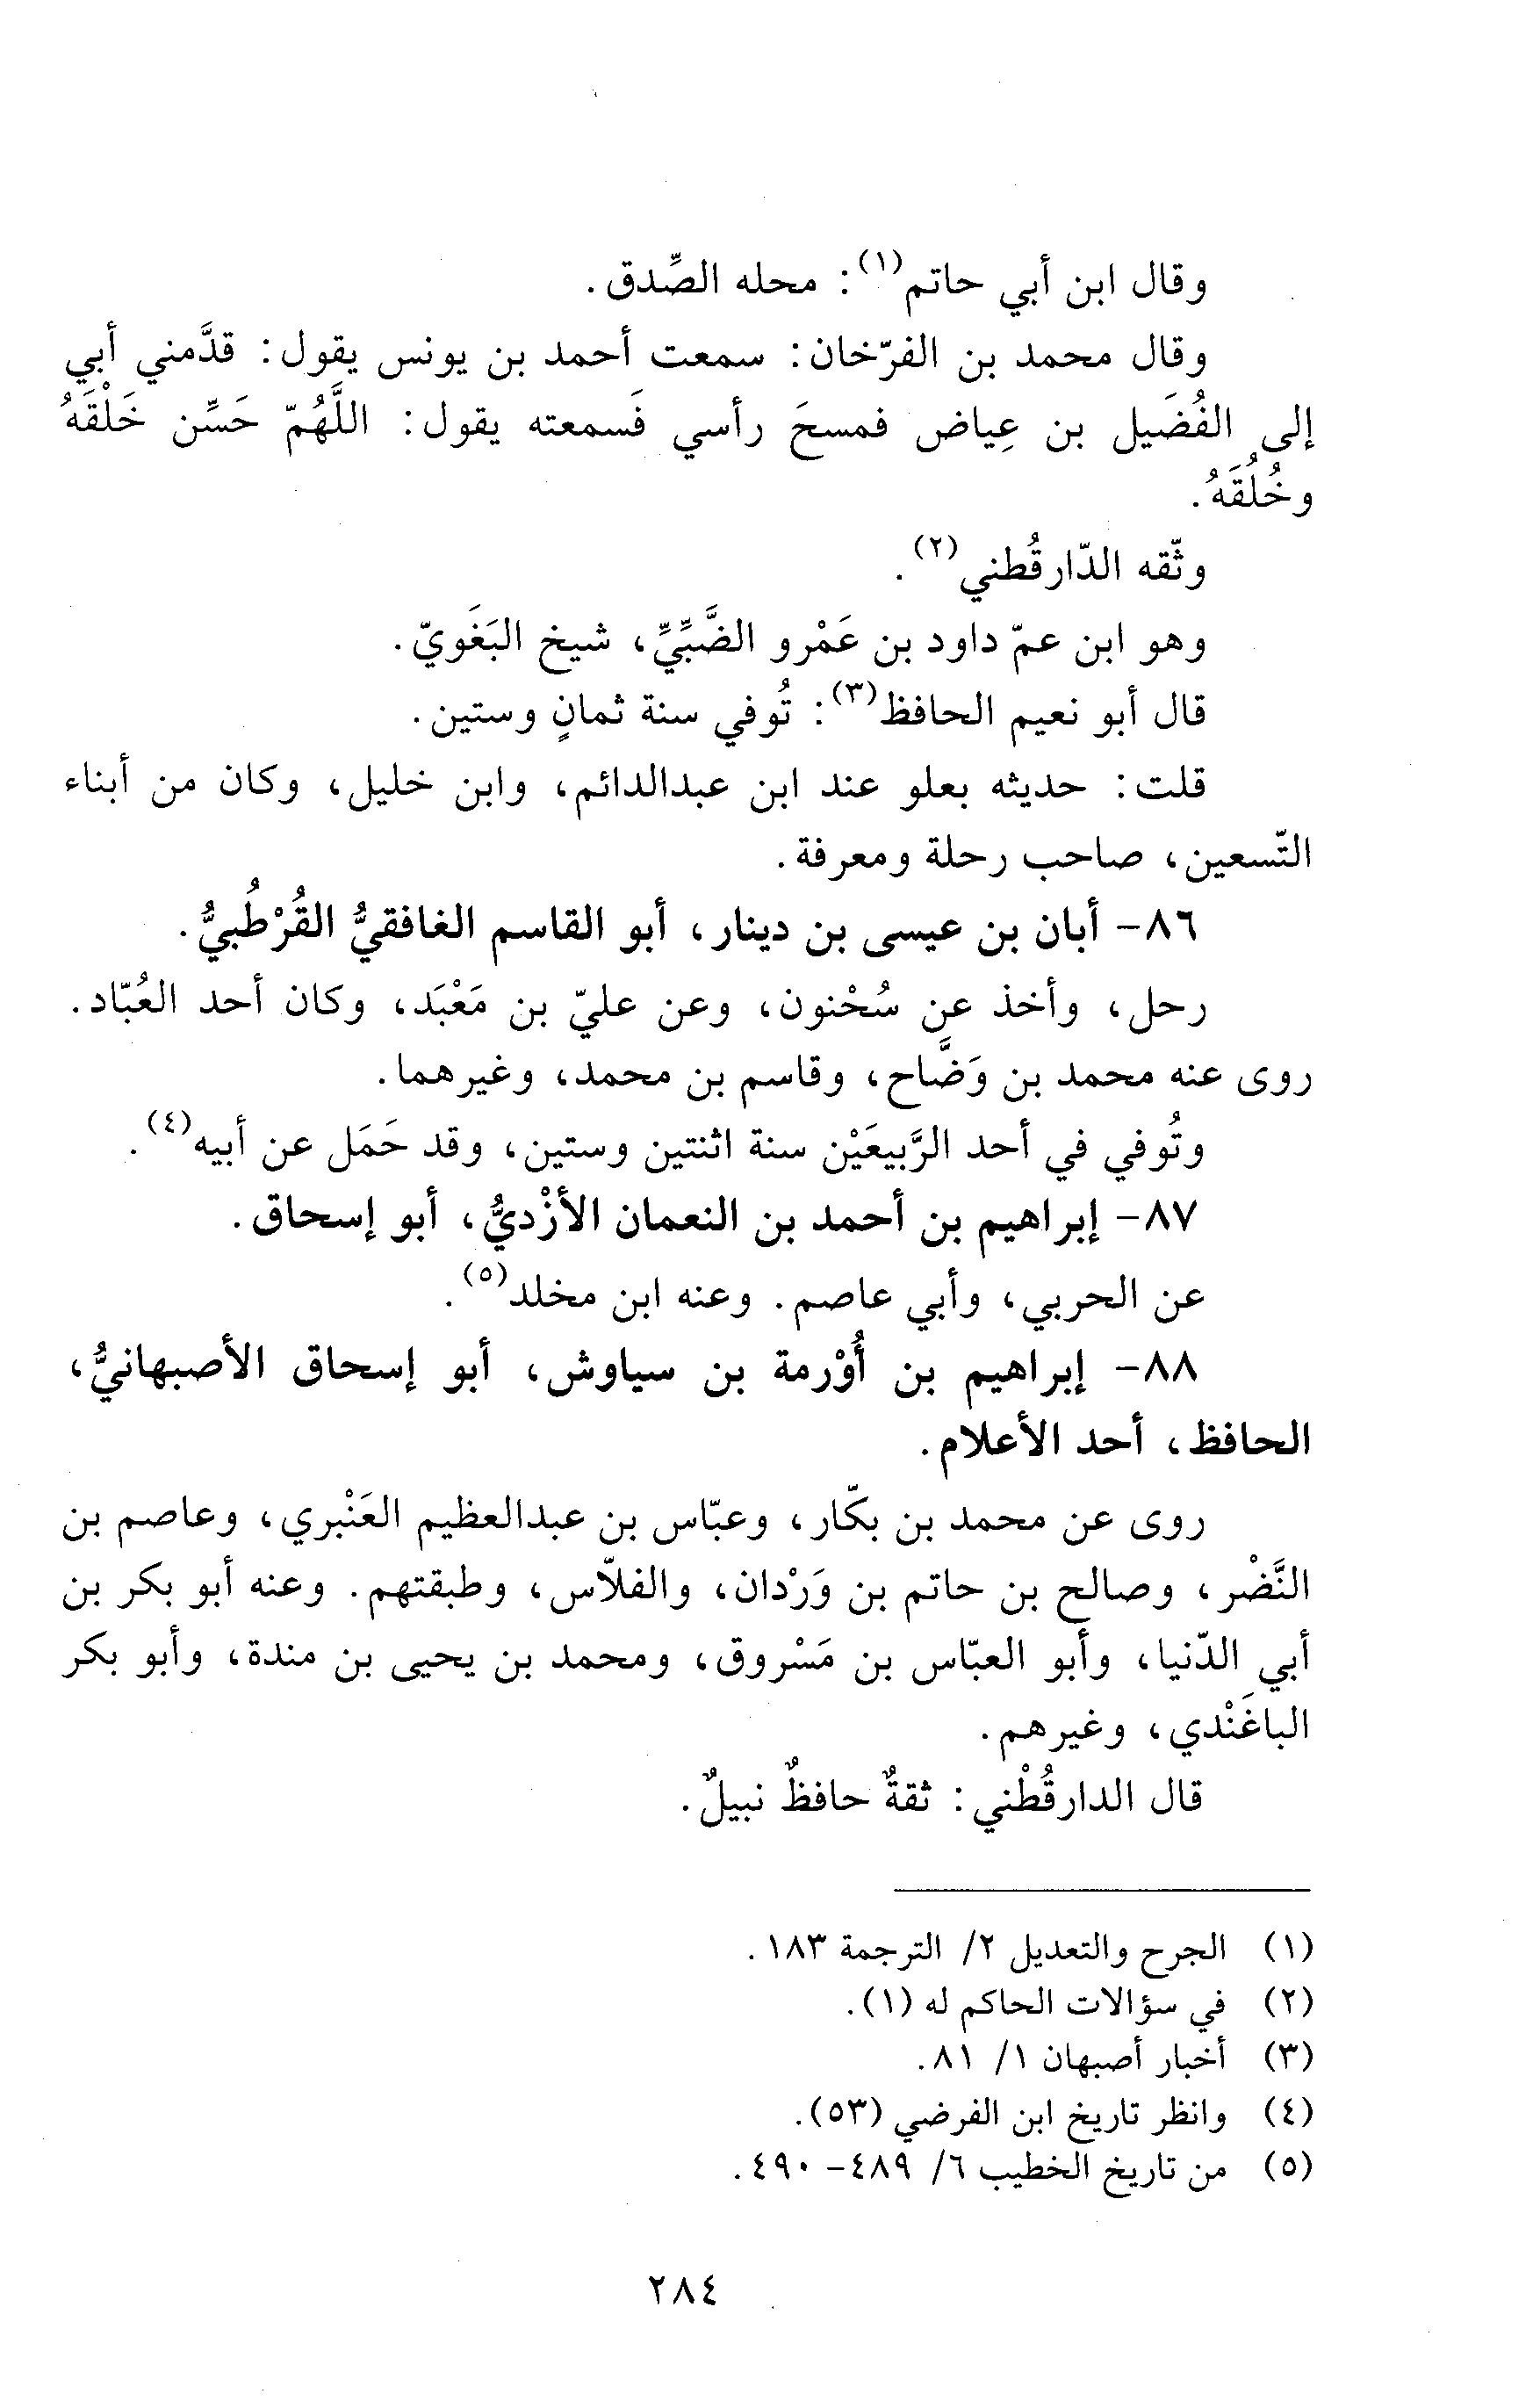 وقال ابن أبي حاتم(١): محله الصِّدق.
وقال محمد بن الفرّخان: سمعت أحمد بن يونس يقول: قدَّمني أبي
إلى الفُضَيل بن عِياض فمسحَ رأسي فَسمعته يقول: اللَّهُمّ حَسِّن خَلْقَهُ
وخُلُقَهُ.
وثّقه الدّارقُطني(٢).
وهو ابن عمّ داود بن عَمْرو الضَّبِّيِّ، شيخ البَغَويّ.
قال أبو نعيم الحافظ(٣): تُوفي سنة ثمانٍ وستين.
قلت: حديثه بعلو عند ابن عبدالدائم، وابن خليل، وكان من أبناء
التّسعين، صاحب رحلة ومعرفة.
٨٦- أبان بن عيسى بن دينار، أبو القاسم الغافقيُّ القُرْطُبيُّ.
رحل، وأخذ عن سُحْنون، وعن عليّ بن مَعْبَد، وكان أحد العُبّاد.
روى عنه محمد بن وَضَّاح، وقاسم بن محمد، وغيرهما.
وتُوفي في أحد الرَّبيعَيْن سنة اثنتين وستين، وقد حَمَل عن أبيه(٤).
٨٧- إبراهيم بن أحمد بن النعمان الأزْديُّ، أبو إسحاق.
عن الحربي، وأبي عاصم. وعنه ابن مخلد(٥).
٨٨- إبراهيم بن أُوْرمة بن سياوش، أبو إسحاق الأصبهانيُّ،
الحافظ، أحد الأعلام.
روى عن محمد بن بكّار، وعبّاس بن عبدالعظيم العَنْبري، وعاصم بن
النَّضْر، وصالح بن حاتم بن وَرْدان، والفلاّس، وطبقتهم. وعنه أبو بكر بن
أبي الدّنيا، وأبو العبّاس بن مَسْروق، ومحمد بن يحيى بن مندة، وأبو بكر
الباغَنْدي، وغيرهم.
قال الدارقُطْني: ثقةٌ حافظٌ نبيلٌ.
(١) الجرح والتعديل ٢/ الترجمة ١٨٣.
(٢) في سؤالات الحاكم له (١).
(٣) أخبار أصبهان ١/ ٨١.
(٤) وانظر تاريخ ابن الفرضي (٥٣).
(٥) من تاريخ الخطيب ٦/ ٤٨٩- ٤٩٠.
٢٨٤